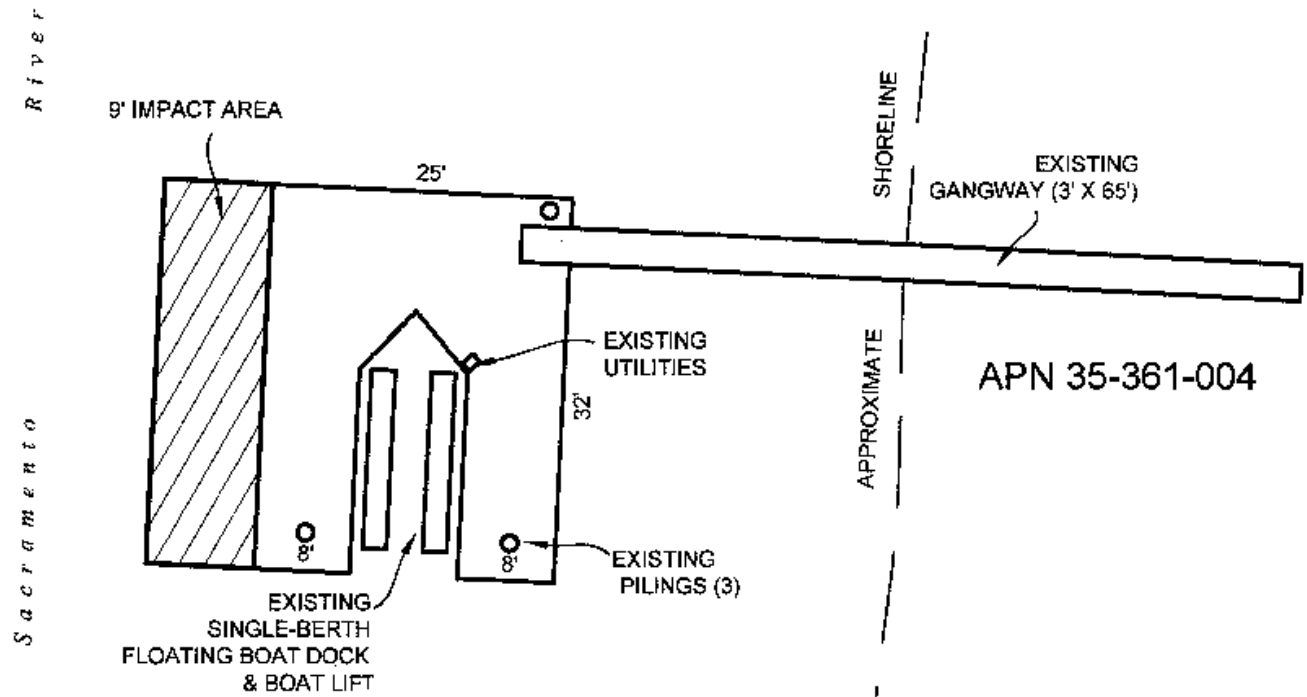 Sacramento River
9' IMPACT AREA
25'
SHORELINE
EXISTING
GANGWAY (3' X 65')
EXISTING
UTILITIES
32'
APPROXIMATE
APN 35-361-004
8'
8'
EXISTING
PILINGS (3)
EXISTING
SINGLE-BERTH
FLOATING BOAT DOCK
& BOAT LIFT